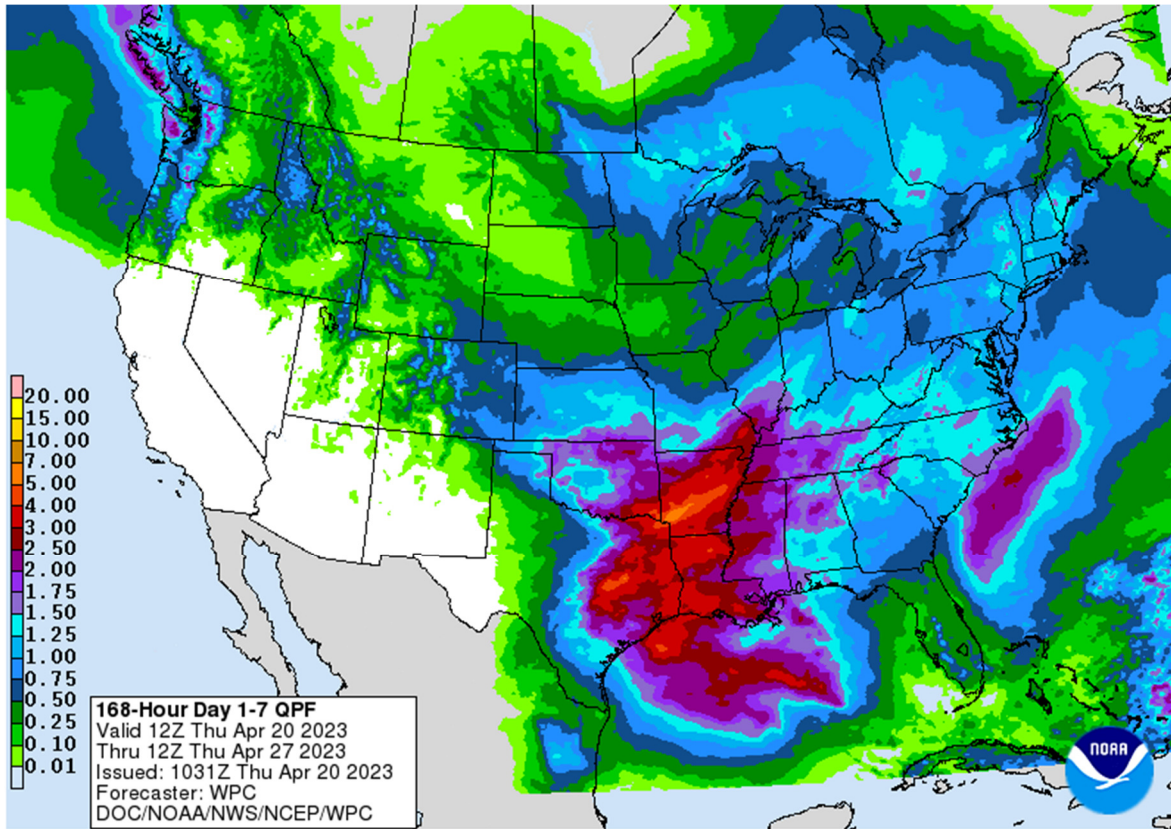 20.00
15.00
10.00
7.00
5.00
4.00
3.00
2.50
2.00
1.75
1.50
1.25
1.00
0.75
0.50
0.25
0.10
0.01
168-Hour Day 1-7 QPF
Valid 12Z Thu Apr 20 2023
Thru 12Z Thu Apr 27 2023
Issued: 1031Z Thu Apr 20 2023
Forecaster: WPC
DOC/NOAA/NWS/NCEP/WPC
NOAA